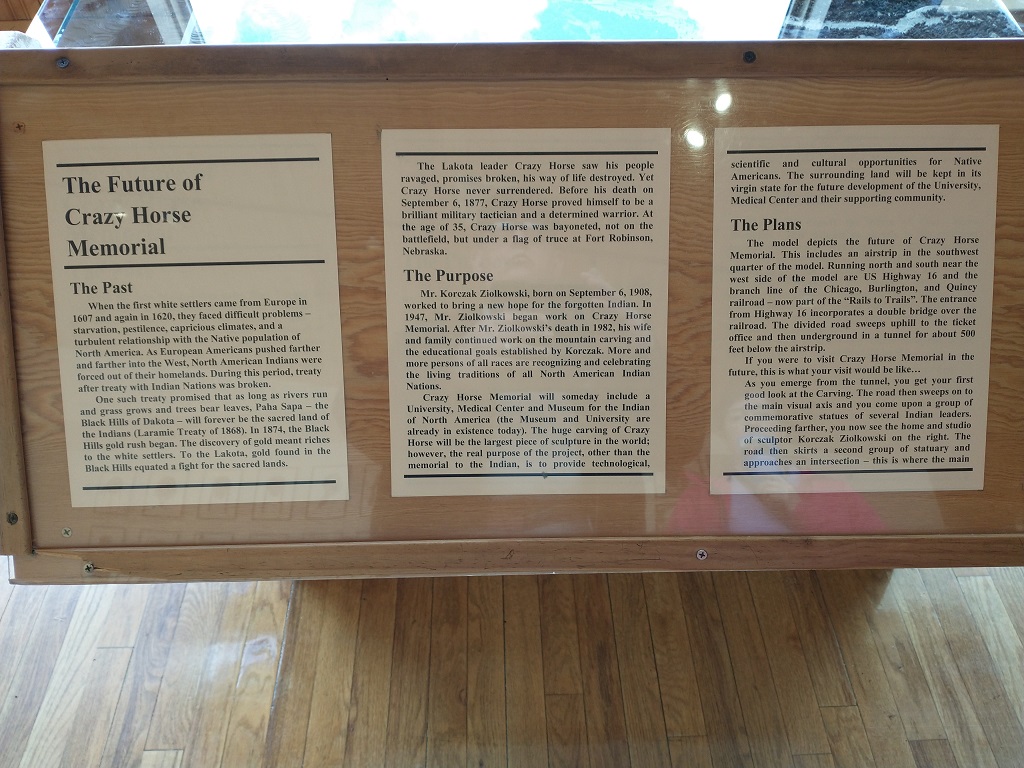 The Future of
Crazy Horse
Memorial
The Past
When the first white settlers came from Europe in
1607 and again in 1620, they faced difficult problems –
starvation, pestilence, capricious climates, and a
turbulent relationship with the Native population of
North America. As European Americans pushed farther
and farther into the West, North American Indians were
forced out of their homelands. During this period, treaty
after treaty with Indian Nations was broken.
One such treaty promised that as long as rivers run
and grass grows and trees bear leaves, Paha Sapa – the
Black Hills of Dakota – will forever be the sacred land of
the Indians (Laramie Treaty of 1868). In 1874, the Black
Hills gold rush began. The discovery of gold meant riches
to the white settlers. To the Lakota, gold found in the
Black Hills equated a fight for the sacred lands.
The Lakota leader Crazy Horse saw his people
ravaged, promises broken, his way of life destroyed. Yet
Crazy Horse never surrendered. Before his death on
September 6, 1877, Crazy Horse proved himself to be a
brilliant military tactician and a determined warrior. At
the age of 35, Crazy Horse was bayoneted, not on the
battlefield, but under a flag of truce at Fort Robinson,
Nebraska.
The Purpose
Mr. Korczak Ziolkowski, born on September 6, 1908,
worked to bring a new hope for the forgotten Indian. In
1947, Mr. Ziolkowski began work on Crazy Horse
Memorial. After Mr. Ziolkowski's death in 1982, his wife
and family continued work on the mountain carving and
the educational goals established by Korczak. More and
more persons of all races are recognizing and celebrating
the living traditions of all North American Indian
Nations.
Crazy Horse Memorial will someday include a
University, Medical Center and Museum for the Indian
of North America (the Museum and University are
already in existence today). The huge carving of Crazy
Horse will be the largest piece of sculpture in the world;
however, the real purpose of the project, other than the
memorial to the Indian, is to provide technological,
scientific and cultural opportunities for Native
Americans. The surrounding land will be kept in its
virgin state for the future development of the University,
Medical Center and their supporting community.
The Plans
The model depicts the future of Crazy Horse
Memorial. This includes an airstrip in the southwest
quarter of the model. Running north and south near the
west side of the model are US Highway 16 and the
branch line of the Chicago, Burlington, and Quincy
railroad – now part of the "Rails to Trails". The entrance
from Highway 16 incorporates a double bridge over the
railroad. The divided road sweeps uphill to the ticket
office and then underground in a tunnel for about 500
feet below the airstrip.
If you were to visit Crazy Horse Memorial in the
future, this is what your visit would be like…
As you emerge from the tunnel, you get your first
good look at the Carving. The road then sweeps on to
the main visual axis and you come upon a group of
commemorative statues of several Indian leaders.
Proceeding farther, you now see the home and studio
of sculptor Korczak Ziolkowski on the right. The
road then skirts a second group of statuary and
approaches an intersection – this is where the main